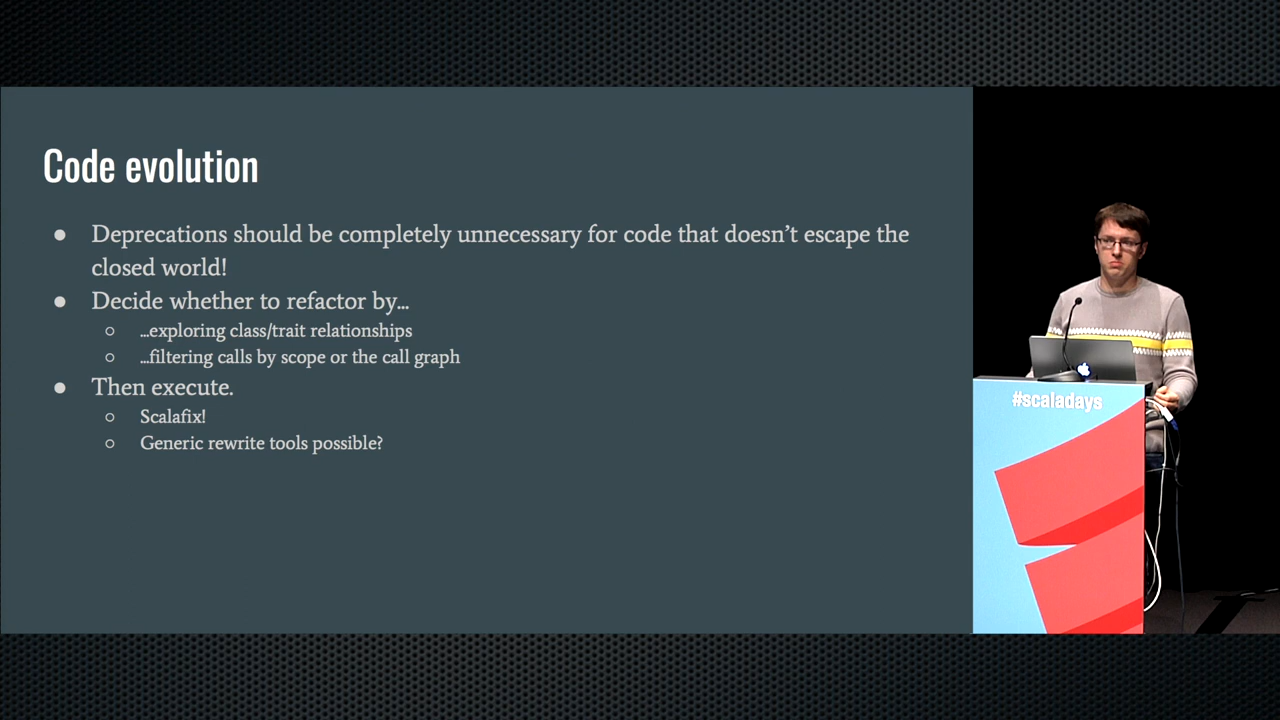 Code evolution
● Deprecations should be completely unnecessary for code that doesn’t escape the
closed world!
● Decide whether to refactor by…
○ …exploring class/trait relationships
○ …filtering calls by scope or the call graph
● Then execute.
○ Scalafix!
○ Generic rewrite tools possible?
#scaladays